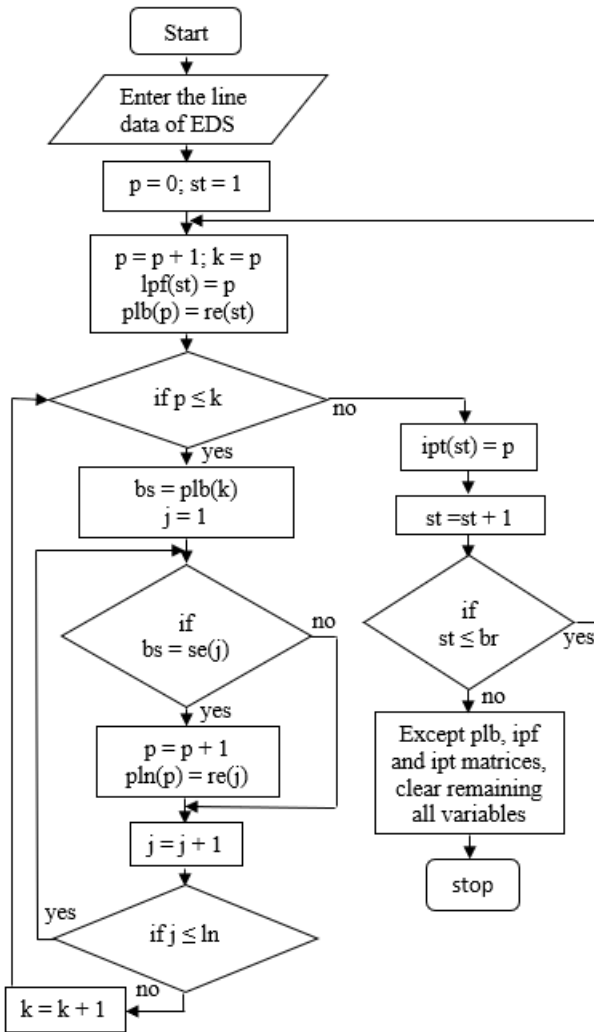 Start
Enter the line
data of EDS
p = 0; st = 1
p = p + 1; k = p
lpf(st) = p
plb(p) = re(st)
if p ≤ k
no
yes
bs = plb(k)
j = 1
if
bs = se(j)
no
yes
p = p + 1
pln(p) = re(j)
j = j + 1
if j ≤ ln
yes
no
k = k + 1
ipt(st) = p
st =st + 1
if
st ≤ br
yes
no
Except plb, ipf
and ipt matrices,
clear remaining
all variables
stop